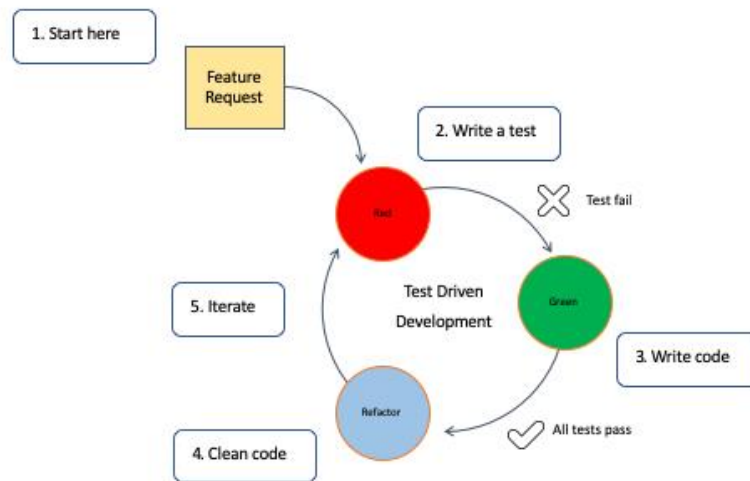 1. Start here
Feature
Request
2. Write a test
Red
Test fail
5. Iterate
Test Driven
Development
Green
3. Write code
Refactor
All tests pass
4. Clean code